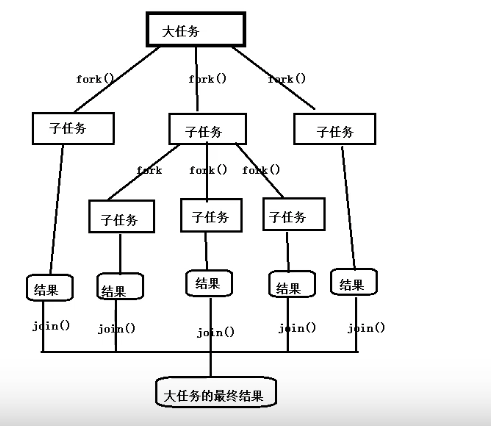 大任务
fork()
fork()
fork()
子任务
子任务
子任务
fork
fork()
fork()
子任务
子任务
子任务
结果
结果
结果
结果
结果
join()
join()
join()
join()
join()
大任务的最终结果